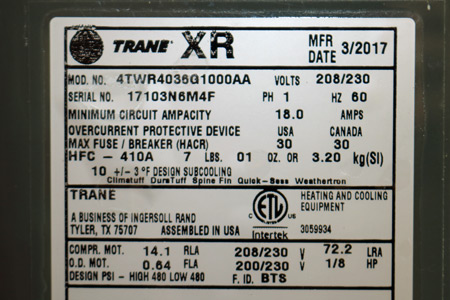 TRANE XR MFR DATE 3/2017
MOD. NO. 4TWR4036G1000AA VOLTS 208/230
SERIAL NO. 17103N6M4F PH 1 HZ 60
MINIMUM CIRCUIT AMPACITY 18.0 AMPS
OVERCURRENT PROTECTIVE DEVICE USA CANADA
MAX FUSE / BREAKER (HACR) 30 30
HFC - 410A 7 LBS. 01 OZ. OR 3.20 kg(SI)
10 +/- 3 °F DESIGN SUBCOOLING
Climatuff DuraTuff Spine Fin Quick-Sess Weathertron
TRANE
A BUSINESS OF INGERSOLL RAND
TYLER, TX 75707 ASSEMBLED IN USA
ETL
C US
Intertek
HEATING AND COOLING
EQUIPMENT
3059934
COMPR. MOT. 14.1 RLA 208/230 V 72.2 LRA
O.D. MOT. 0.64 FLA 200/230 V 1/8 HP
DESIGN PSI - HIGH 480 LOW 480 F. ID. BTS